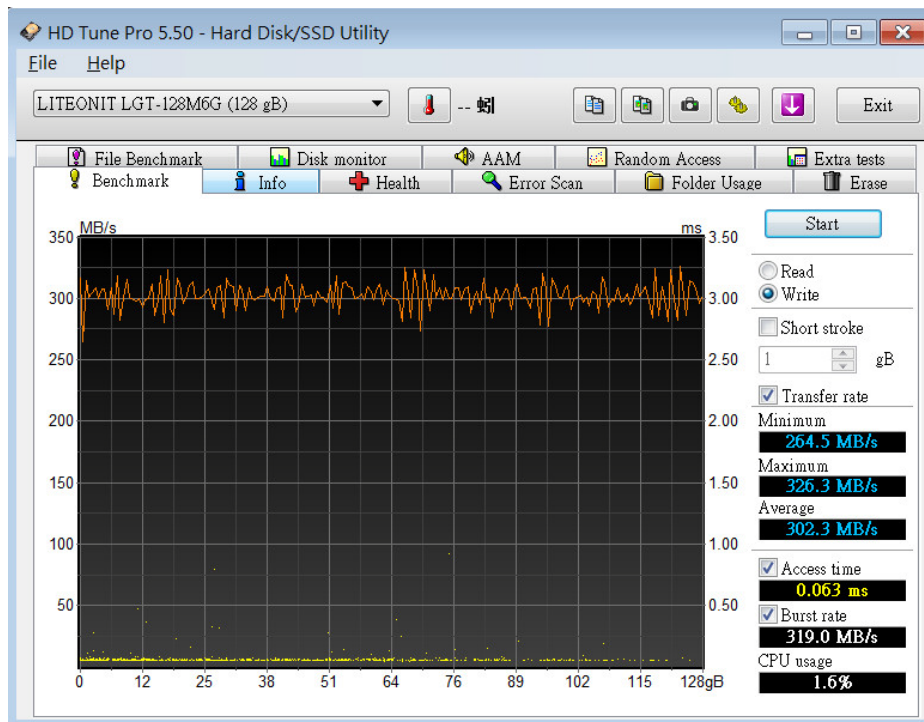 HD Tune Pro 5.50 - Hard Disk/SSD Utility
File Help
LITEONIT LGT-128M6G (128 gB)
-- 蚓
Exit
File Benchmark Disk monitor AAM Random Access Extra tests
Benchmark Info Health Error Scan Folder Usage Erase
MB/s ms
350 3.50
300 3.00
250 2.50
200 2.00
150 1.50
100 1.00
50 0.50
0 12 25 38 51 64 76 89 102 115 128gB
Start
Read
Write
Short stroke
1 gB
Transfer rate
Minimum
264.5 MB/s
Maximum
326.3 MB/s
Average
302.3 MB/s
Access time
0.063 ms
Burst rate
319.0 MB/s
CPU usage
1.6%